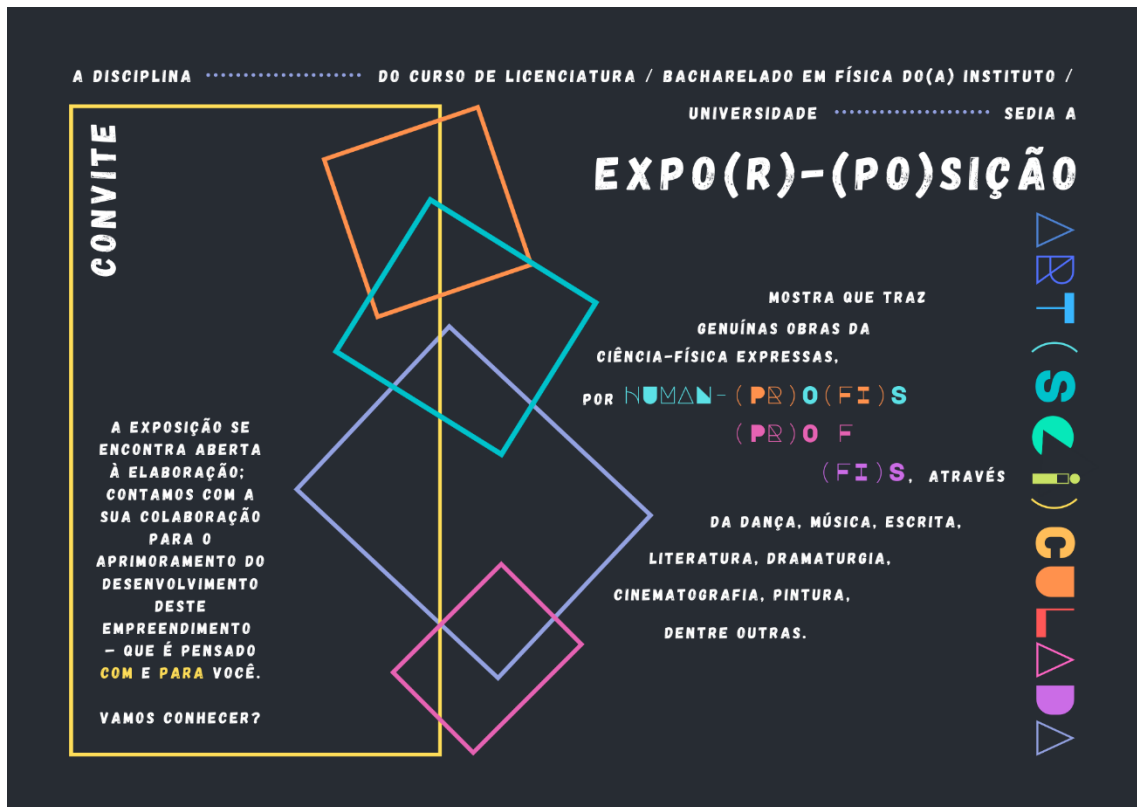 A DISCIPLINA ..................... DO CURSO DE LICENCIATURA / BACHARELADO EM FÍSICA DO(A) INSTITUTO /
UNIVERSIDADE ..................... SEDIA A
EXPO(R)-(PO)SIÇÃO
ART(Sei)CULADA
CONVITE
MOSTRA QUE TRAZ
GENUÍNAS OBRAS DA
CIÊNCIA-FÍSICA EXPRESSAS,
POR HUMAN-(PR)O(FI)S
(PR)O F
(FI)S, ATRAVÉS
DA DANÇA, MÚSICA, ESCRITA,
LITERATURA, DRAMATURGIA,
CINEMATOGRAFIA, PINTURA,
DENTRE OUTRAS.
A EXPOSIÇÃO SE
ENCONTRA ABERTA
À ELABORAÇÃO;
CONTAMOS COM A
SUA COLABORAÇÃO
PARA O
APRIMORAMENTO DO
DESENVOLVIMENTO
DESTE
EMPREENDIMENTO
– QUE É PENSADO
COM E PARA VOCÊ.
VAMOS CONHECER?